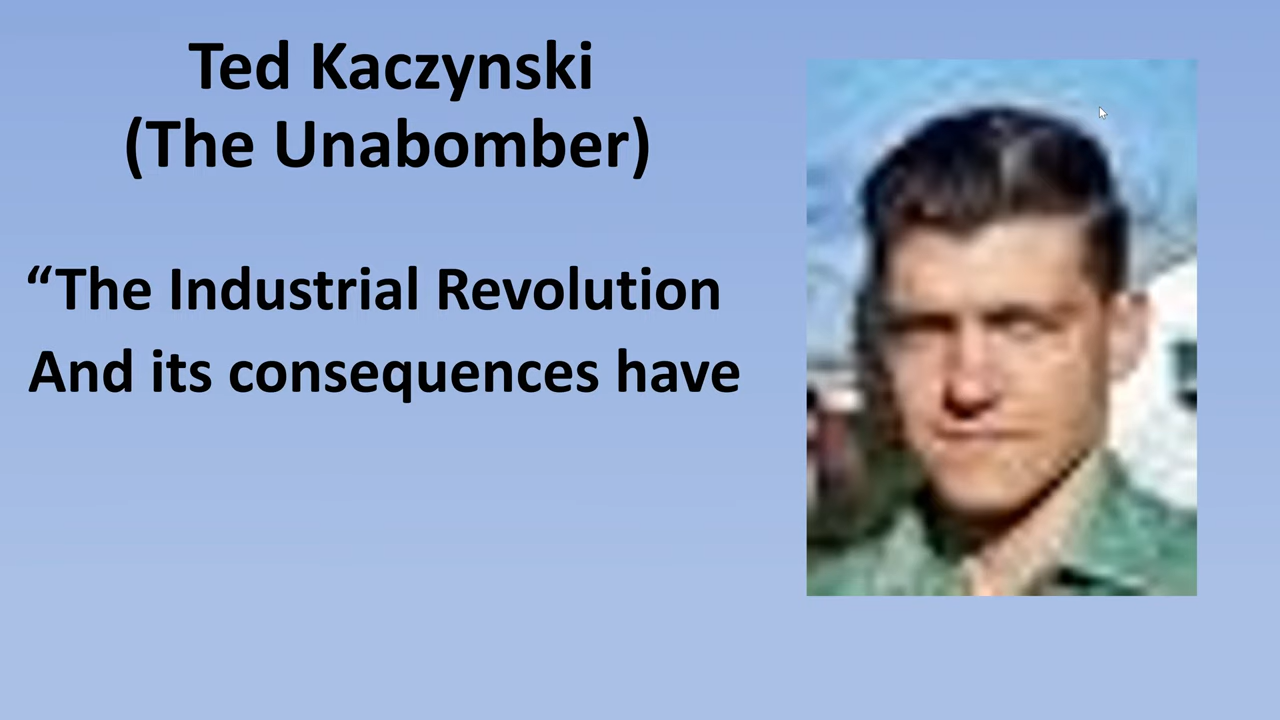 Ted Kaczynski
(The Unabomber)
“The Industrial Revolution
And its consequences have